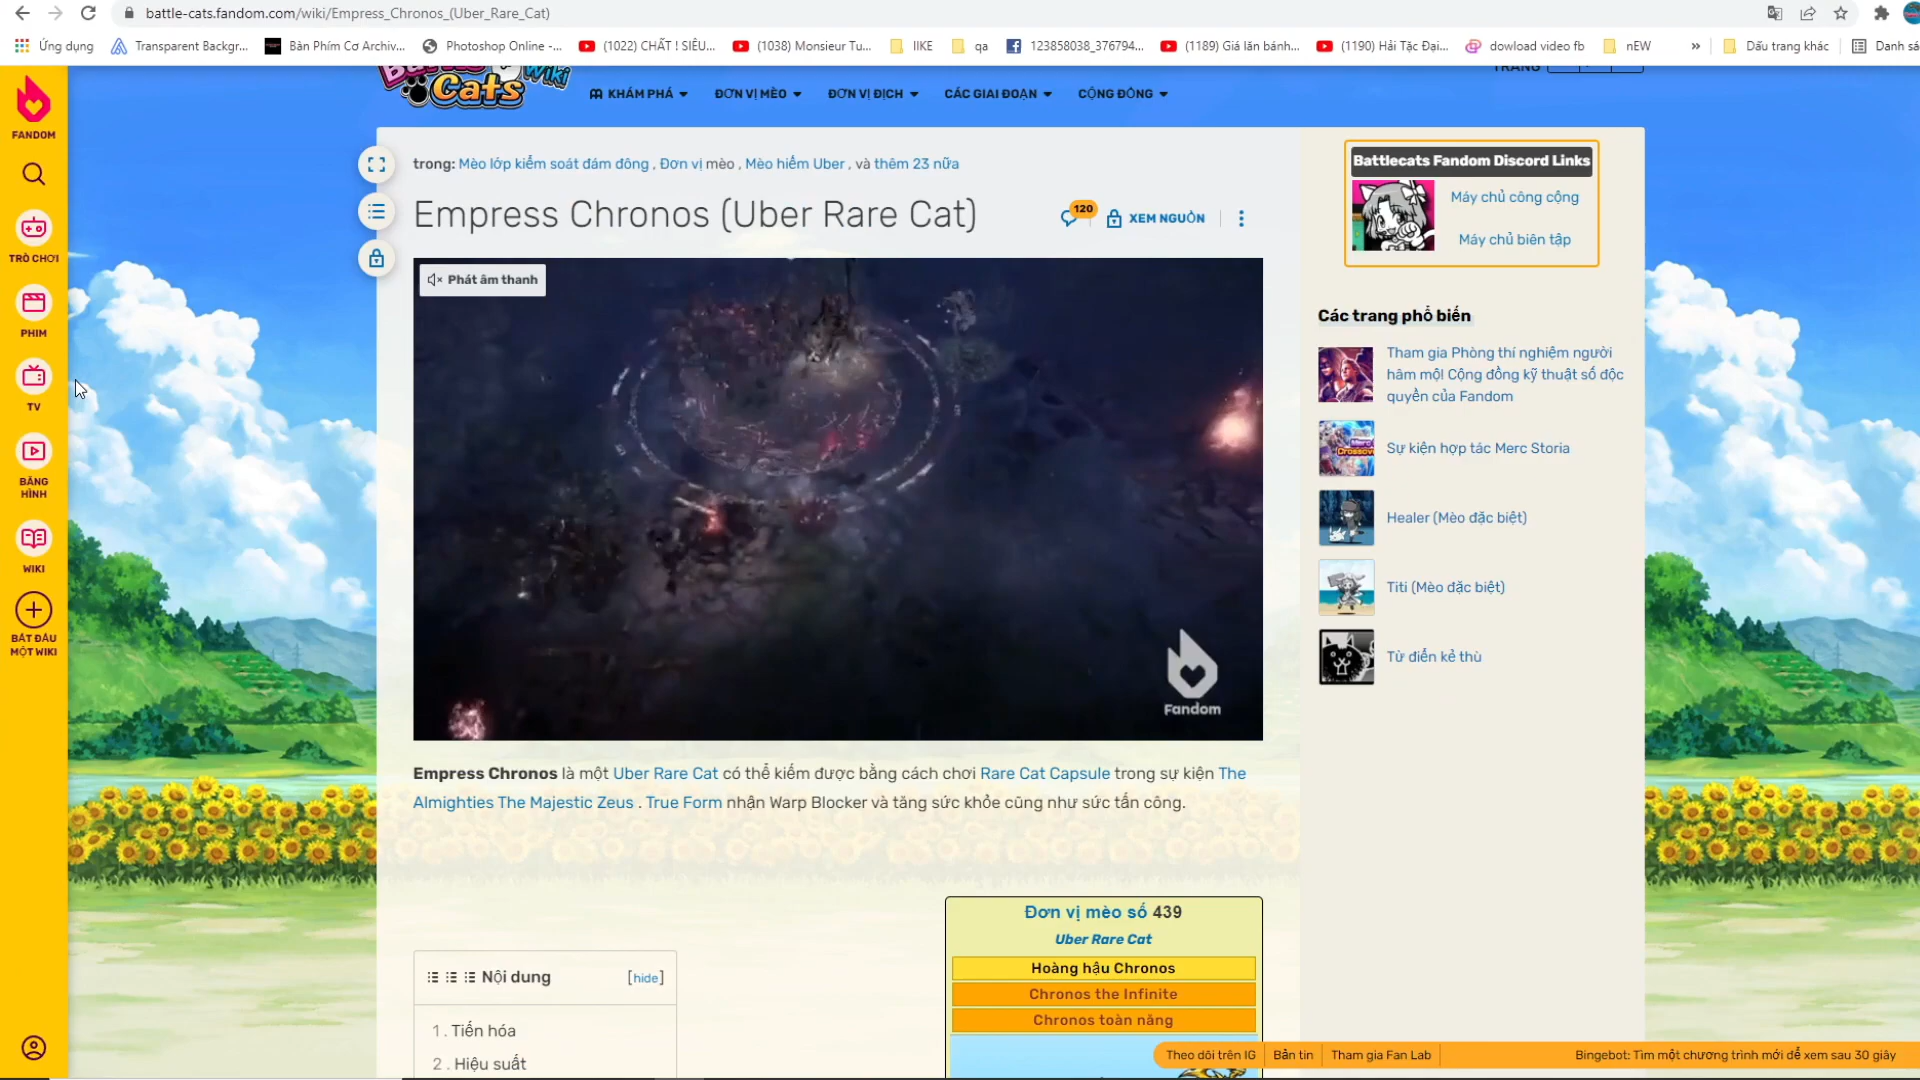 battle-cats.fandom.com/wiki/Empress_Chronos_(Uber_Rare_Cat)
Ứng dụng
Transparent Backgr...
Bàn Phím Cơ Archiv...
Photoshop Online -...
(1022) CHẤT ! SIÊU...
(1038) Monsieur Tu...
IIKE
qa
123858038_376794...
(1189) Giá lăn bánh...
(1190) Hải Tặc Đại...
dowload video fb
nEW
»
Dấu trang khác
Danh sá
Battle Cats Wiki
KHÁM PHÁ
ĐƠN VỊ MÈO
ĐƠN VỊ ĐỊCH
CÁC GIAI ĐOẠN
CỘNG ĐỒNG
TRANG
FANDOM
TRÒ CHƠI
PHIM
TV
BĂNG
HÌNH
WIKI
BẮT ĐẦU
MỘT WIKI
trong: Mèo lớp kiểm soát đám đông , Đơn vị mèo , Mèo hiếm Uber , và thêm 23 nữa
Empress Chronos (Uber Rare Cat)
120
XEM NGUỒN
Phát âm thanh
Fandom
Empress Chronos là một Uber Rare Cat có thể kiếm được bằng cách chơi Rare Cat Capsule trong sự kiện The
Almighties The Majestic Zeus . True Form nhận Warp Blocker và tăng sức khỏe cũng như sức tấn công.
Nội dung [hide]
1 . Tiến hóa
2 . Hiệu suất
Đơn vị mèo số 439
Uber Rare Cat
Hoàng hậu Chronos
Chronos the Infinite
Chronos toàn năng
Battlecats Fandom Discord Links
Máy chủ công cộng
Máy chủ biên tập
Các trang phổ biến
Tham gia Phòng thí nghiệm người
hâm mộ! Cộng đồng kỹ thuật số độc
quyền của Fandom
Sự kiện hợp tác Merc Storia
Healer (Mèo đặc biệt)
Titi (Mèo đặc biệt)
Từ điển kẻ thù
Theo dõi trên IG
Bản tin
Tham gia Fan Lab
Bingebot: Tìm một chương trình mới để xem sau 30 giây